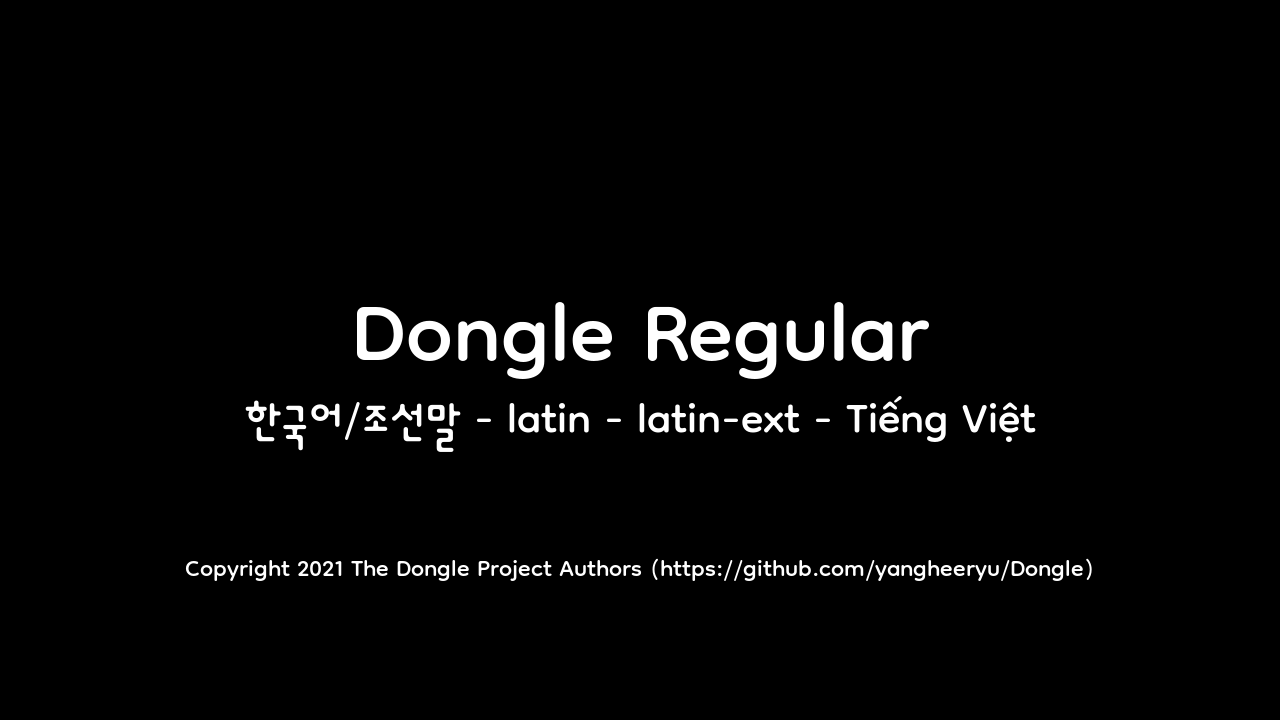 Dongle Regular
한국어/조선말 - latin - latin-ext - Tiếng Việt
Copyright 2021 The Dongle Project Authors (https://github.com/yangheeryu/Dongle)